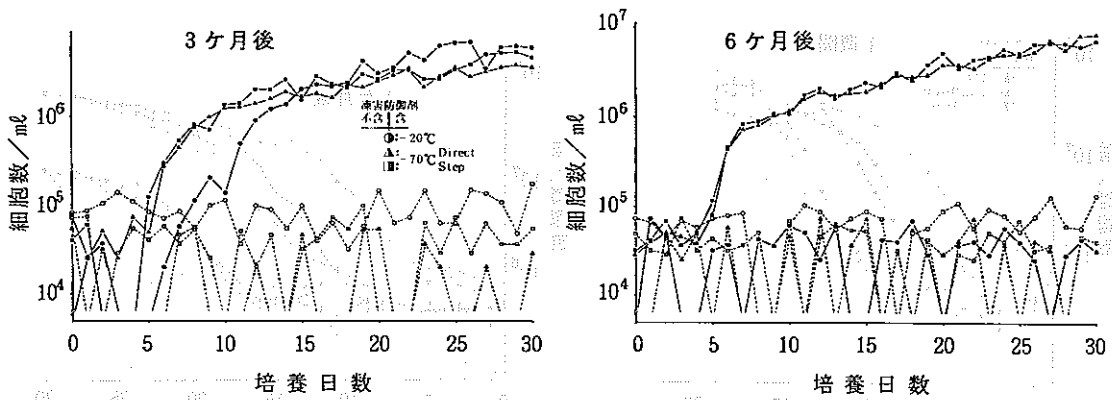 3ケ月後
凍害防禦剤
不含 含
:-20℃
:-70℃ Direct
: Step
細胞数/㎖
10⁶
10⁵
10⁴
0 5 10 15 20 25 30
培養日数
6ケ月後
細胞数/㎖
10⁷
10⁶
10⁵
10⁴
0 5 10 15 20 25 30
培養日数